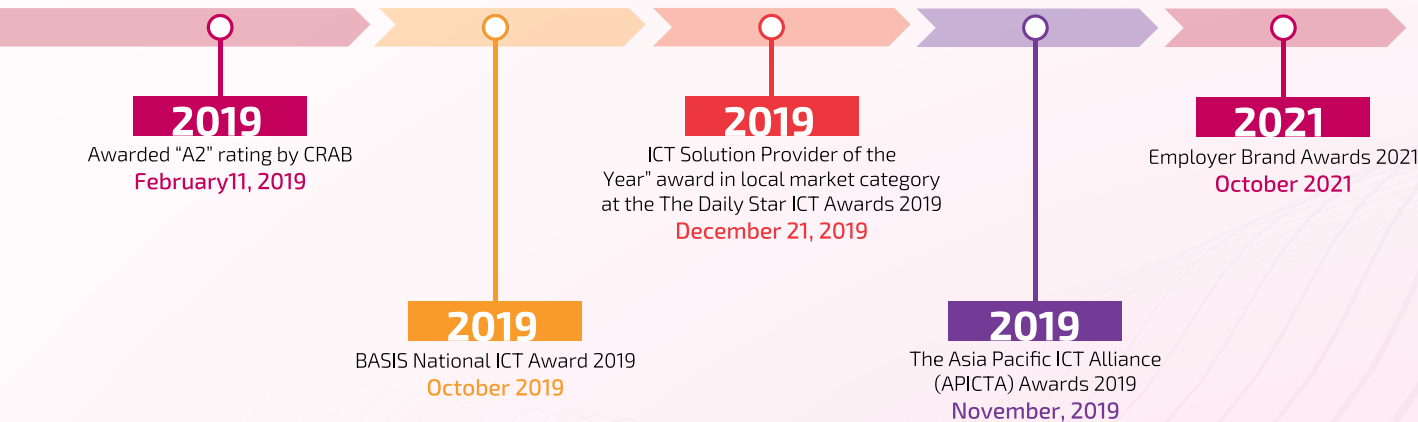 2019
Awarded “A2” rating by CRAB
February11, 2019
2019
BASIS National ICT Award 2019
October 2019
2019
ICT Solution Provider of the
Year” award in local market category
at the The Daily Star ICT Awards 2019
December 21, 2019
2019
The Asia Pacific ICT Alliance
(APICTA) Awards 2019
November, 2019
2021
Employer Brand Awards 2021
October 2021